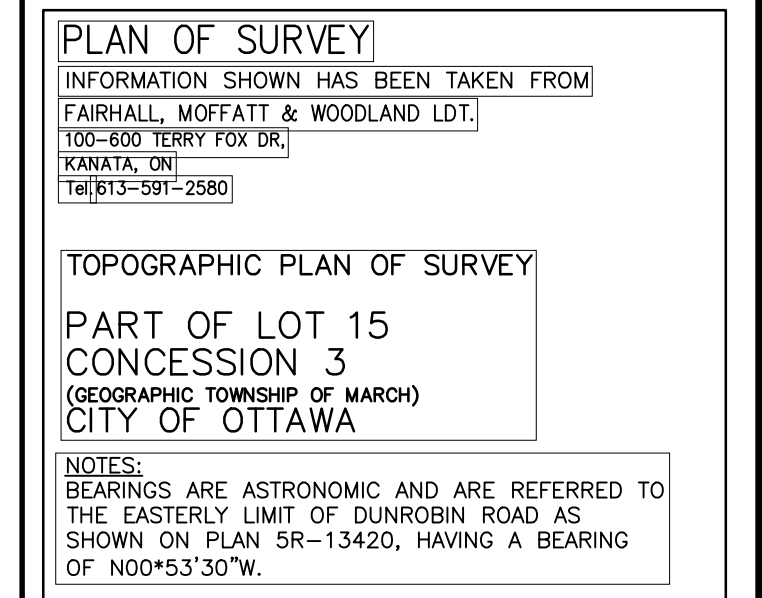 PLAN OF SURVEY
INFORMATION SHOWN HAS BEEN TAKEN FROM
FAIRHALL, MOFFATT & WOODLAND LDT.
100-600 TERRY FOX DR,
KANATA, ON
Tel.613-591-2580
TOPOGRAPHIC PLAN OF SURVEY
PART OF LOT 15
CONCESSION 3
(GEOGRAPHIC TOWNSHIP OF MARCH)
CITY OF OTTAWA
NOTES:
BEARINGS ARE ASTRONOMIC AND ARE REFERRED TO
THE EASTERLY LIMIT OF DUNROBIN ROAD AS
SHOWN ON PLAN 5R-13420, HAVING A BEARING
OF N00*53'30"W.